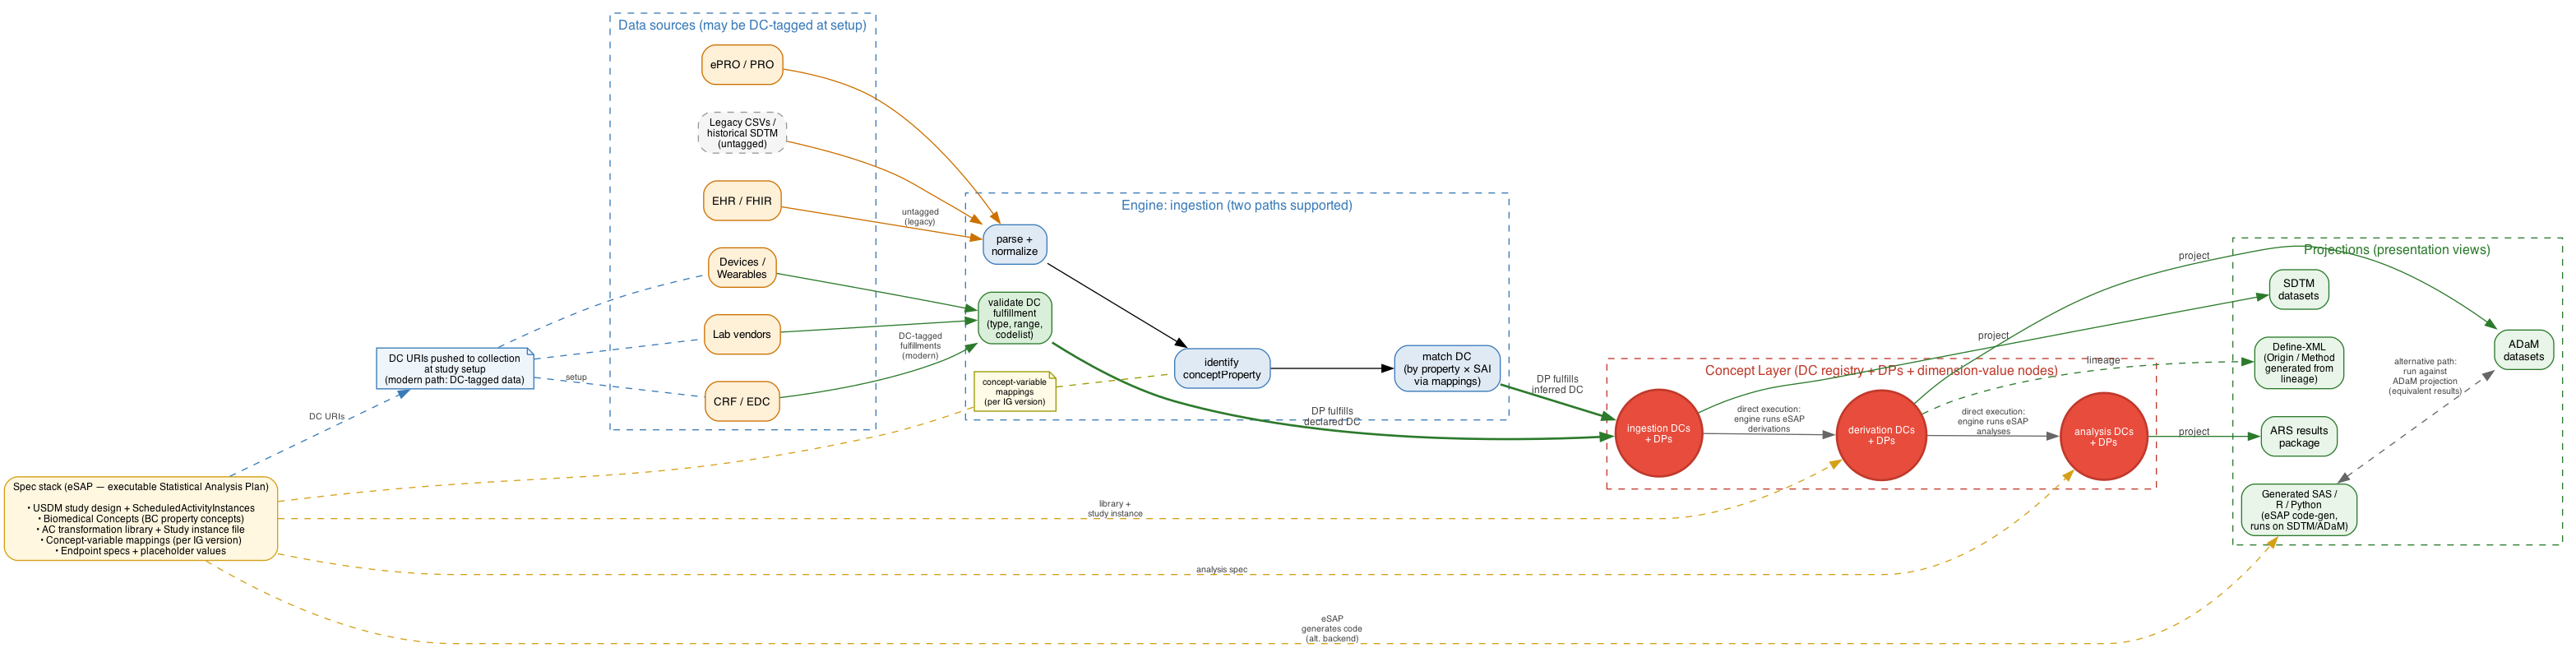 Data sources (may be DC-tagged at setup)
ePRO / PRO
Legacy CSVs /
historical SDTM
(untagged)
EHR / FHIR
Devices /
Wearables
Lab vendors
CRF / EDC
DC URIs pushed to collection
at study setup
(modern path: DC-tagged data)
setup
DC URIs
Spec stack (eSAP — executable Statistical Analysis Plan)
• USDM study design + ScheduledActivityInstances
• Biomedical Concepts (BC property concepts)
• AC transformation library + Study instance file
• Concept-variable mappings (per IG version)
• Endpoint specs + placeholder values
untagged
(legacy)
DC-tagged
fulfillments
(modern)
Engine: ingestion (two paths supported)
parse +
normalize
validate DC
fulfillment
(type, range,
codelist)
concept-variable
mappings
(per IG version)
identify
conceptProperty
match DC
(by property × SAI
via mappings)
DP fulfills
inferred DC
DP fulfills
declared DC
library +
study instance
analysis spec
eSAP
generates code
(alt. backend)
Concept Layer (DC registry + DPs + dimension-value nodes)
ingestion DCs
+ DPs
direct execution:
engine runs eSAP
derivations
derivation DCs
+ DPs
direct execution:
engine runs eSAP
analyses
analysis DCs
+ DPs
project
project
lineage
project
Projections (presentation views)
SDTM
datasets
Define-XML
(Origin / Method
generated from
lineage)
ARS results
package
Generated SAS /
R / Python
(eSAP code-gen,
runs on SDTM/ADaM)
alternative path:
run against
ADaM projection
(equivalent results)
ADaM
datasets